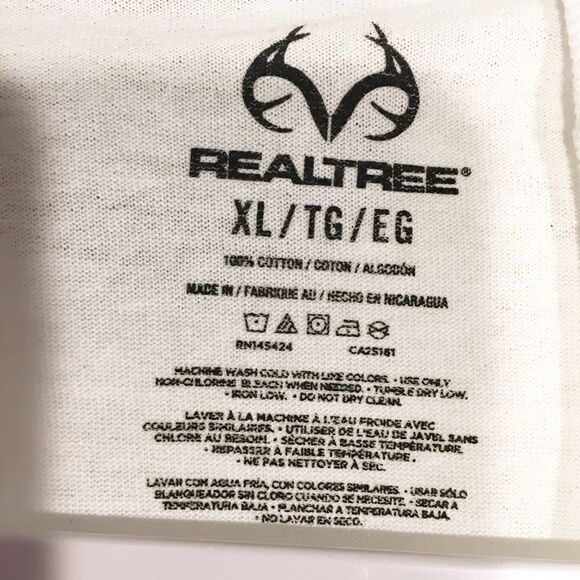 REALTREE®
XL/TG/EG
100% COTTON / COTON / ALGODÓN
MADE IN / FABRIQUE AU / HECHO EN NICARAGUA
RN145424 CA25181
MACHINE WASH COLD WITH LIKE COLORS. • USE ONLY
NON-CHLORINE BLEACH WHEN NEEDED. • TUMBLE DRY LOW.
• IRON LOW. • DO NOT DRY CLEAN.
LAVER À LA MACHINE À L'EAU FROIDE AVEC
COULEURS SIMILAIRES. • UTILISER DE L'EAU DE JAVEL SANS
CHLORE AU BESOIN. • SÉCHER À BASSE TEMPÉRATURE.
• REPASSER À FAIBLE TEMPÉRATURE.
• NE PAS NETTOYER À SEC.
LAVAR CON AGUA FRÍA, CON COLORES SIMILARES. • USAR SÓLO
BLANQUEADOR SIN CLORO CUANDO SE NECESITE. • SECAR A
TEMPERATURA BAJA. • PLANCHAR A TEMPERATURA BAJA.
• NO LAVAR EN SECO.